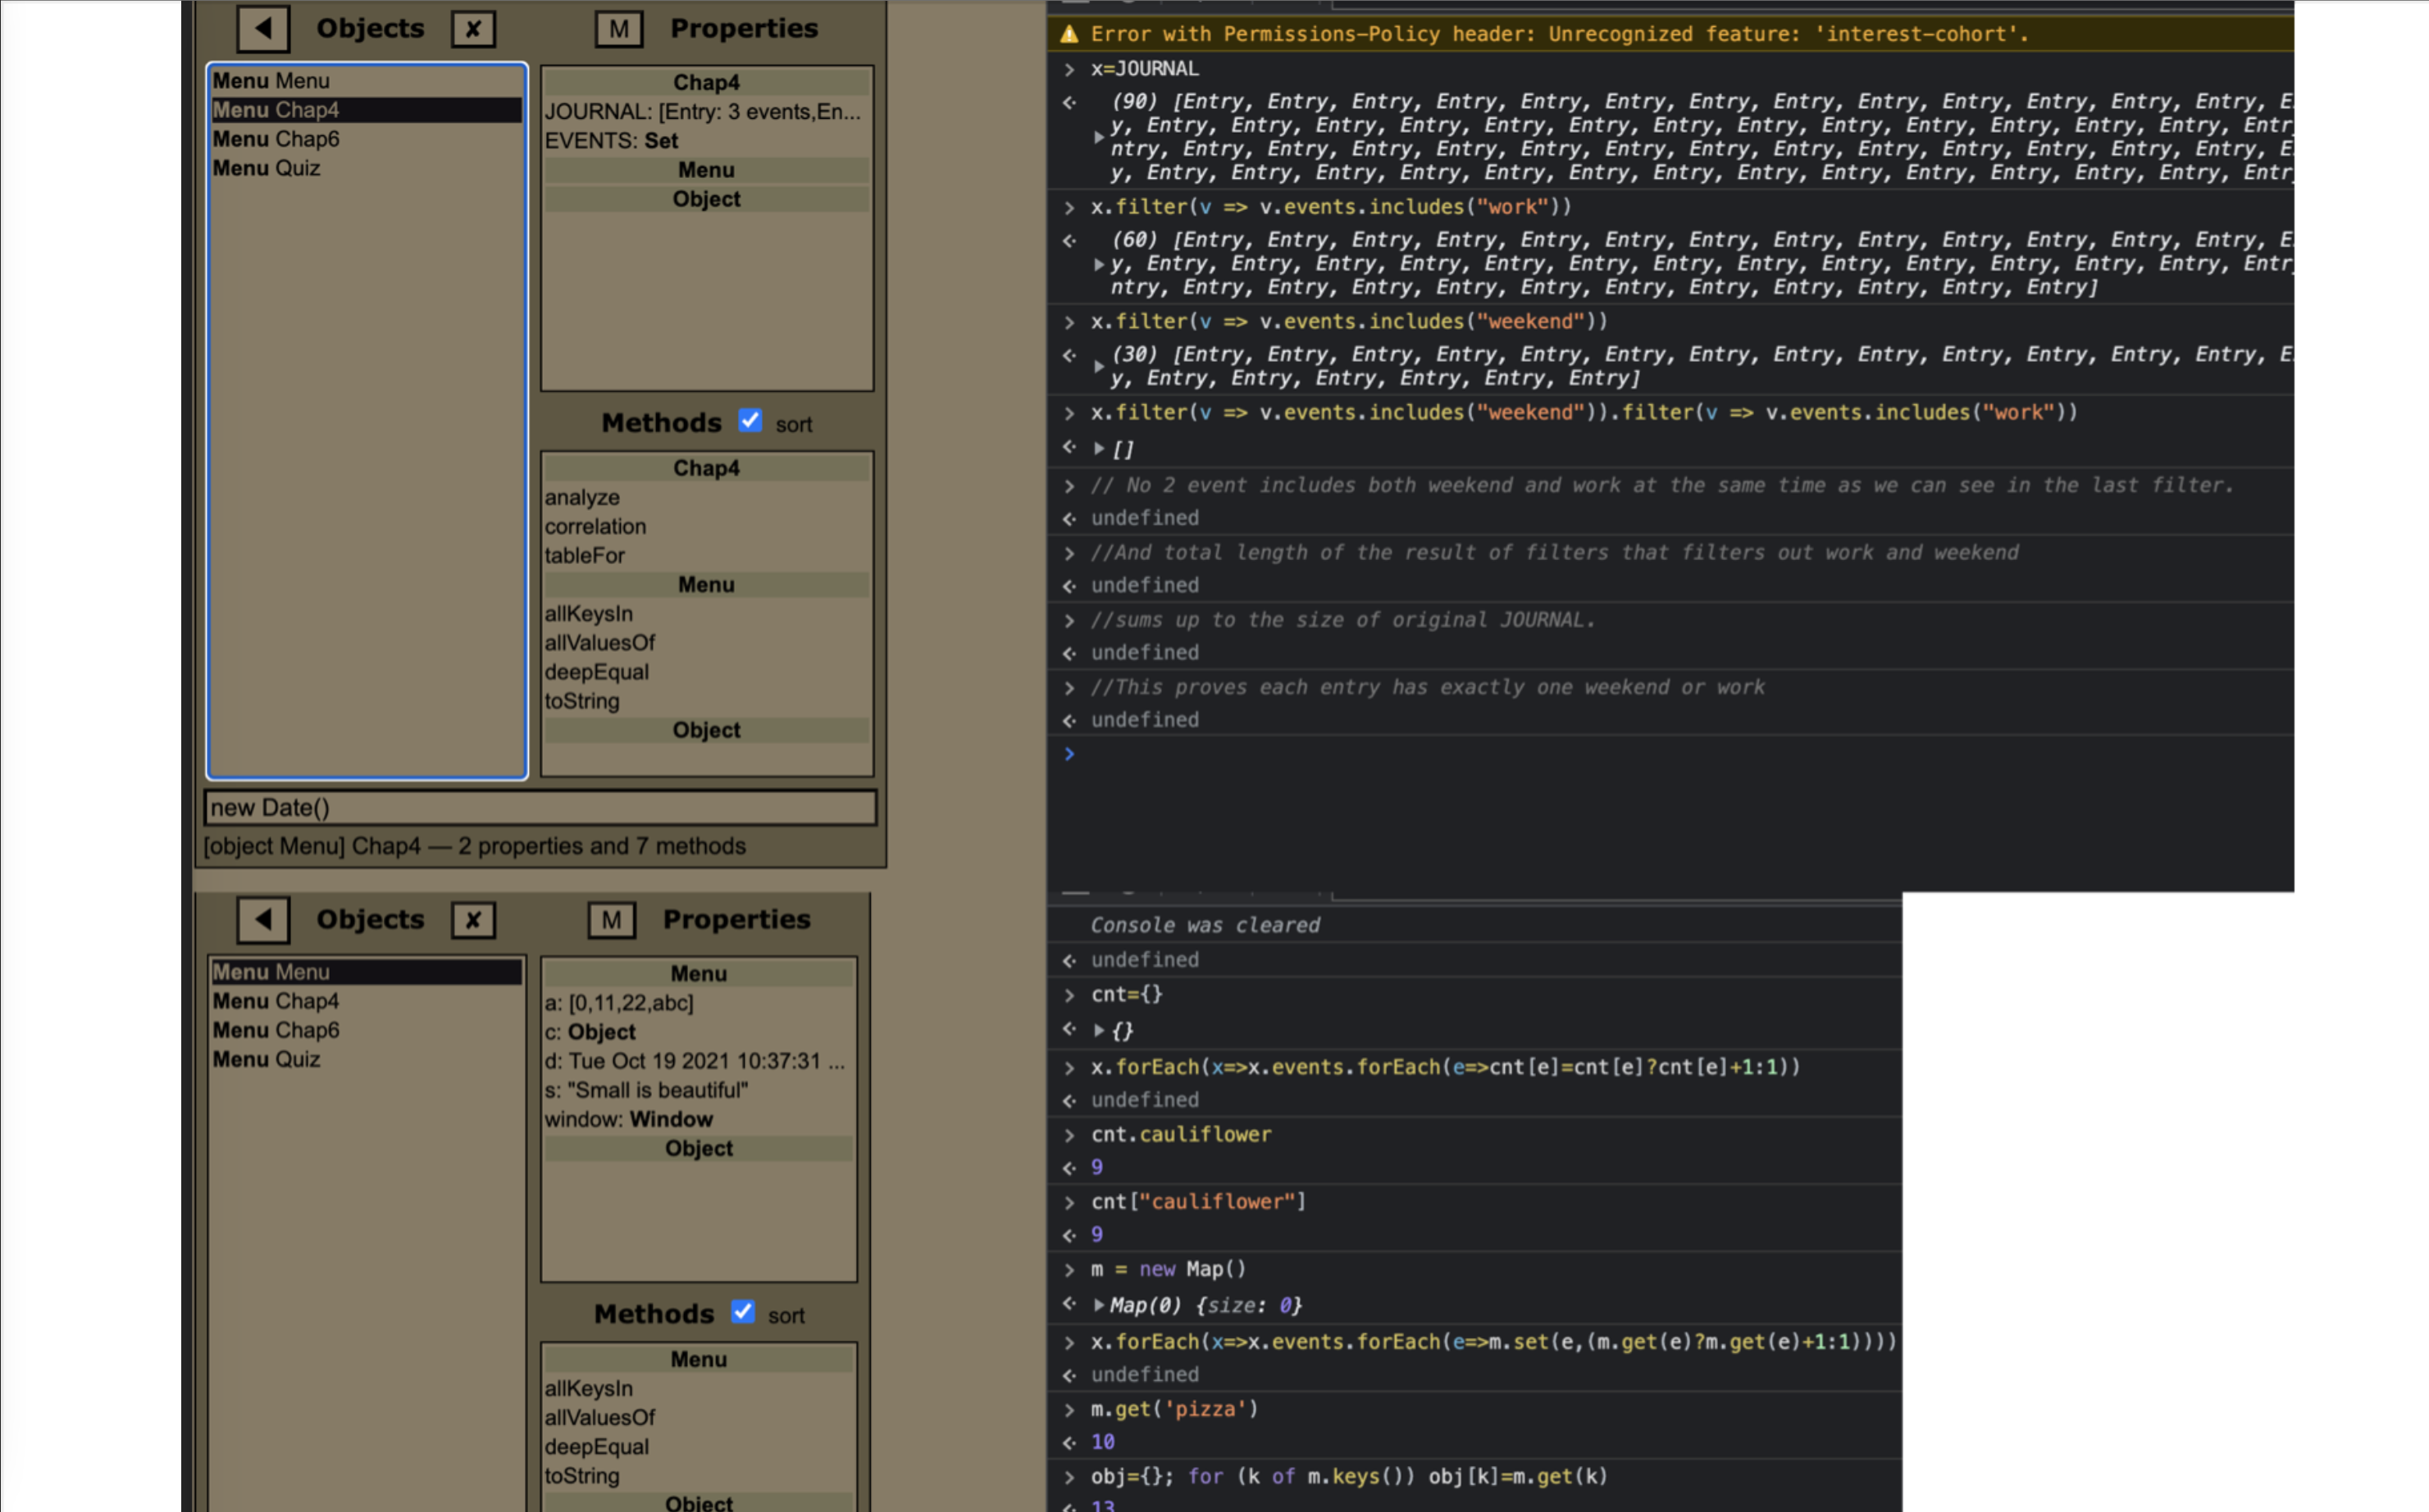 ◀ Objects ✘ M Properties
Menu Menu
Menu Chap4
Menu Chap6
Menu Quiz
Chap4
JOURNAL: [Entry: 3 events,En...
EVENTS: Set
Menu
Object
Methods sort
Chap4
analyze
correlation
tableFor
Menu
allKeysIn
allValuesOf
deepEqual
toString
Object
new Date()
[object Menu] Chap4 — 2 properties and 7 methods
Error with Permissions-Policy header: Unrecognized feature: 'interest-cohort'.
> x=JOURNAL
(90) [Entry, Entry, Entry, Entry, Entry, Entry, Entry, Entry, Entry, Entry, Entry, Entry, Entry, E
y, Entry, Entry, Entry, Entry, Entry, Entry, Entry, Entry, Entry, Entry, Entry, Entry, Entry, Entr
ntry, Entry, Entry, Entry, Entry, Entry, Entry, Entry, Entry, Entry, Entry, Entry, Entry, Entry, E
y, Entry, Entry, Entry, Entry, Entry, Entry, Entry, Entry, Entry, Entry, Entry, Entry, Entry, Entr
> x.filter(v => v.events.includes("work"))
(60) [Entry, Entry, Entry, Entry, Entry, Entry, Entry, Entry, Entry, Entry, Entry, Entry, Entry, E
y, Entry, Entry, Entry, Entry, Entry, Entry, Entry, Entry, Entry, Entry, Entry, Entry, Entry, Entr
ntry, Entry, Entry, Entry, Entry, Entry, Entry, Entry, Entry, Entry, Entry, Entry]
> x.filter(v => v.events.includes("weekend"))
(30) [Entry, Entry, Entry, Entry, Entry, Entry, Entry, Entry, Entry, Entry, Entry, Entry, Entry, E
y, Entry, Entry, Entry, Entry, Entry, Entry]
> x.filter(v => v.events.includes("weekend")).filter(v => v.events.includes("work"))
[]
> // No 2 event includes both weekend and work at the same time as we can see in the last filter.
undefined
> //And total length of the result of filters that filters out work and weekend
undefined
> //sums up to the size of original JOURNAL.
undefined
> //This proves each entry has exactly one weekend or work
undefined
>
◀ Objects ✘ M Properties
Menu Menu
Menu Chap4
Menu Chap6
Menu Quiz
Menu
a: [0,11,22,abc]
c: Object
d: Tue Oct 19 2021 10:37:31 ...
s: "Small is beautiful"
window: Window
Object
Methods sort
Menu
allKeysIn
allValuesOf
deepEqual
toString
Object
Console was cleared
undefined
> cnt={}
{}
> x.forEach(x=>x.events.forEach(e=>cnt[e]=cnt[e]?cnt[e]+1:1))
undefined
> cnt.cauliflower
9
> cnt["cauliflower"]
9
> m = new Map()
Map(0) {size: 0}
> x.forEach(x=>x.events.forEach(e=>m.set(e,(m.get(e)?m.get(e)+1:1))))
undefined
> m.get('pizza')
10
> obj={}; for (k of m.keys()) obj[k]=m.get(k)
13